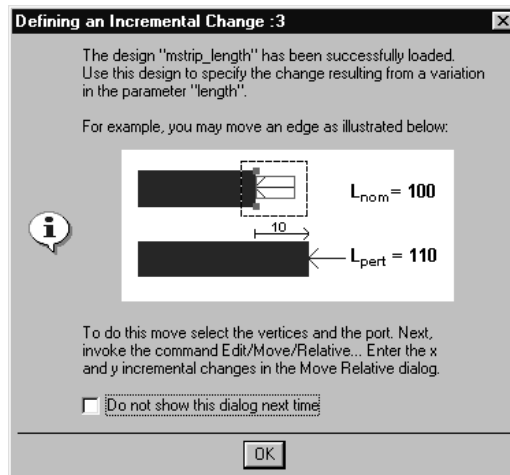 Defining an Incremental Change :3
The design "mstrip_length" has been successfully loaded.
Use this design to specify the change resulting from a variation
in the parameter "length".
For example, you may move an edge as illustrated below:
Lnom= 100
10
Lpert = 110
To do this move select the vertices and the port. Next,
invoke the command Edit/Move/Relative... Enter the x
and y incremental changes in the Move Relative dialog.
Do not show this dialog next time
OK